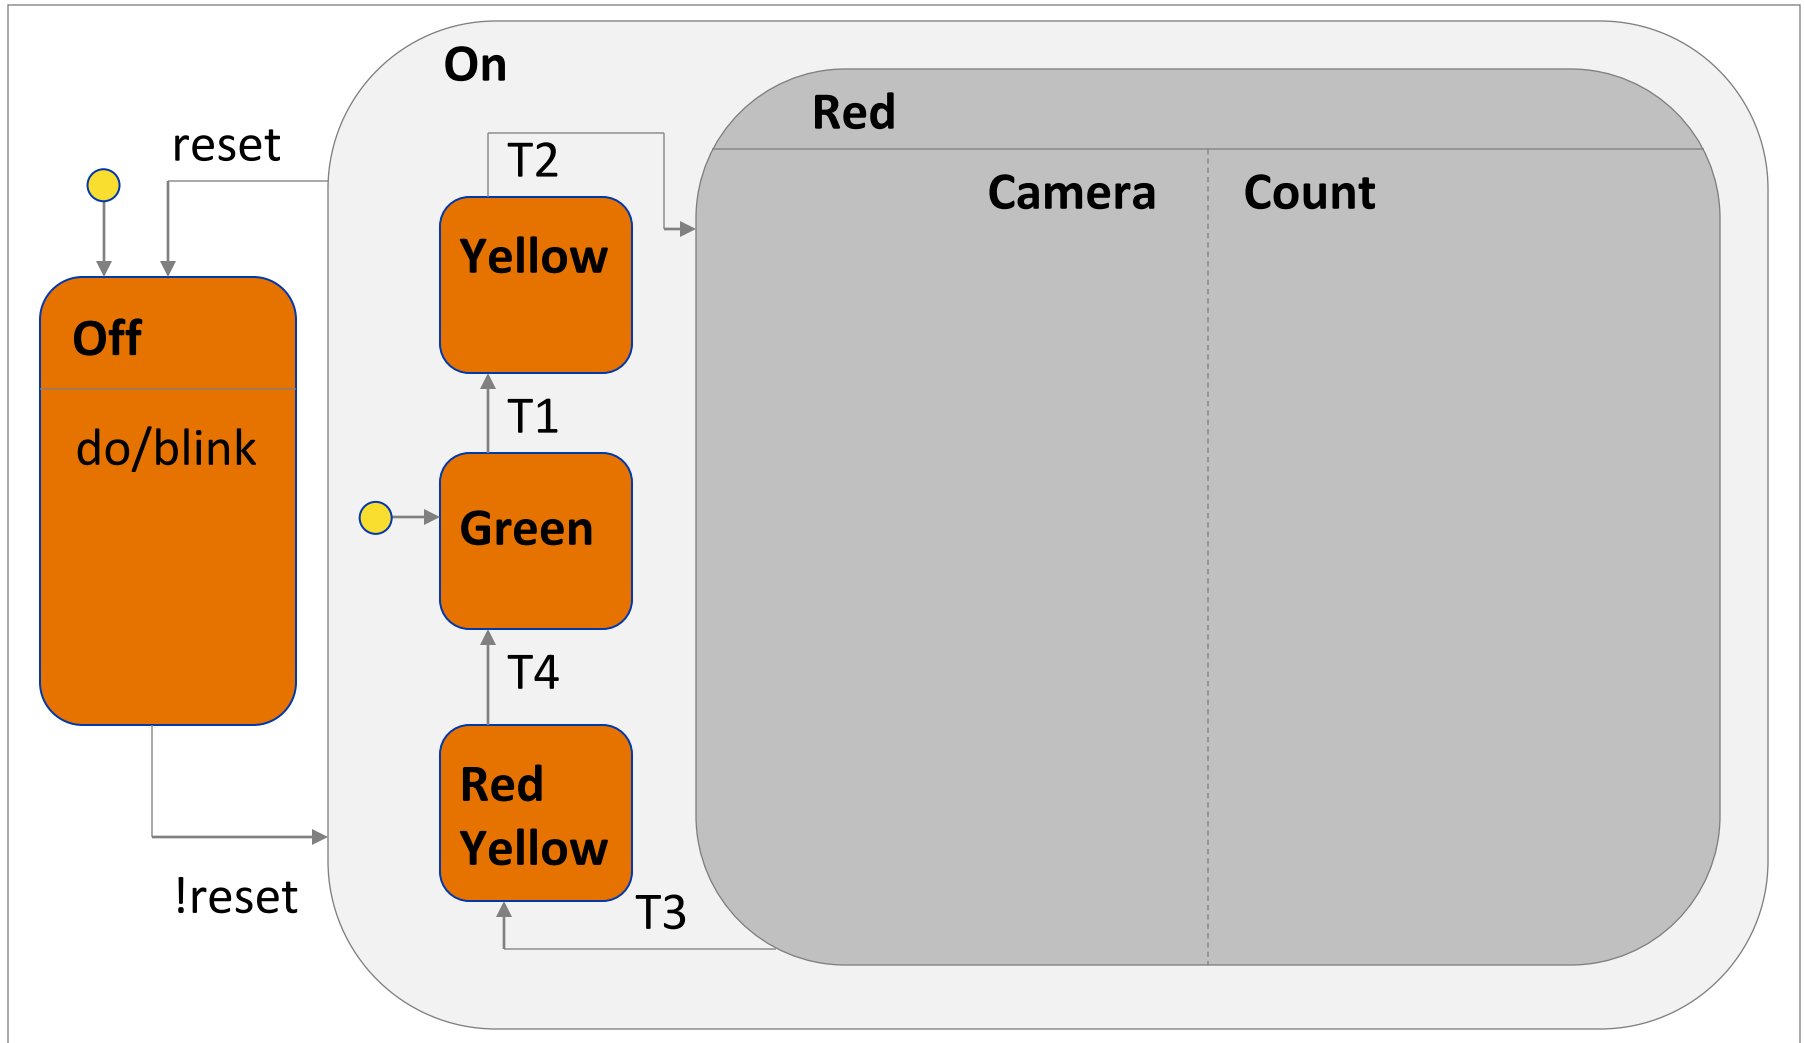 On
Red
reset
T2
Camera
Count
Yellow
Off
T1
do/blink
Green
T4
Red
Yellow
!reset
T3